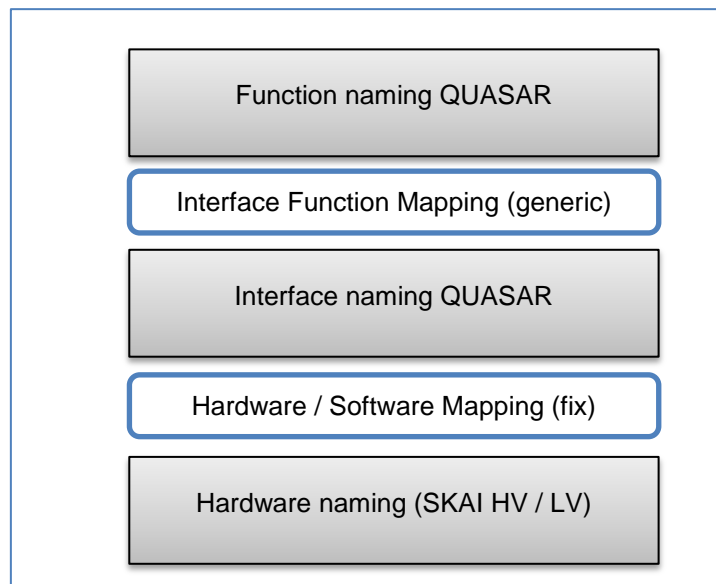 Function naming QUASAR
Interface Function Mapping (generic)
Interface naming QUASAR
Hardware / Software Mapping (fix)
Hardware naming (SKAI HV / LV)